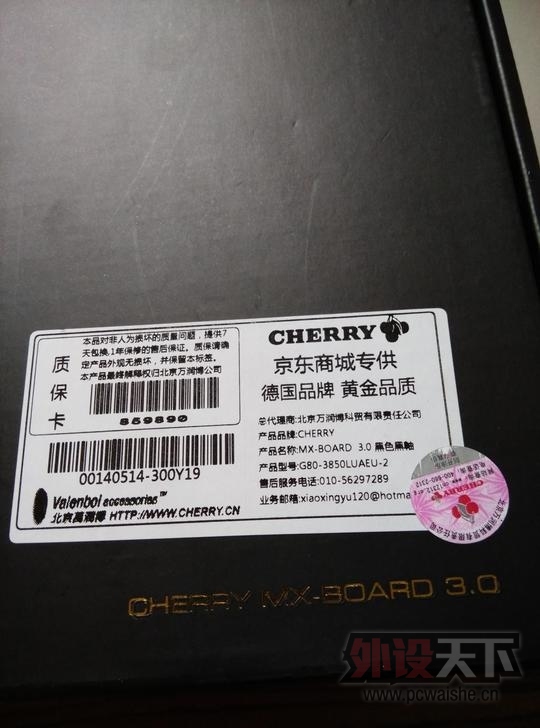 本品对非人为损坏的质量问题，提供7
天包换,1年保修的售后保证。质保请确
定产品外观无损坏，并保留本标签。
本产品最终解释权归北京万润博公司
质
保
卡
859890
00140514-300Y19
Valenbol accessories™
北京萬潤博 HTTP://WWW.CHERRY.CN
CHERRY
京东商城专供
德国品牌 黄金品质
总代理商:北京万润博科贸有限责任公司
产品品牌:CHERRY
产品名称:MX-BOARD 3.0 黑色黑軸
产品型号:G80-3850LUAEU-2
售后服务电话:010-56297289
业务邮箱:xiaoxingyu120@hotma
CHERRY
CHERRY MX-BOARD 3.0
外设天下
www.pcwaishe.cn